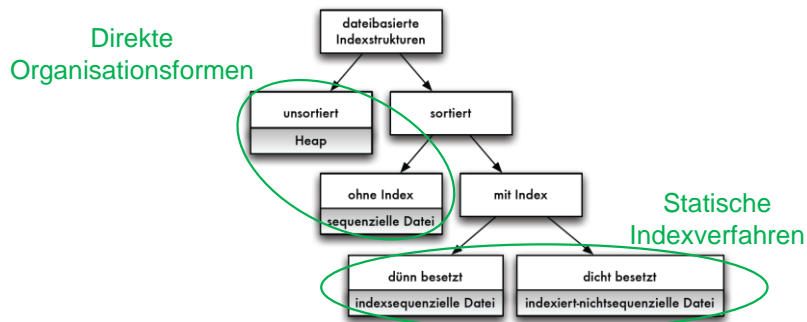 dateibasierte
Indexstrukturen
Direkte
Organisationsformen
unsortiert
Heap
sortiert
ohne Index
sequenzielle Datei
mit Index
Statische
Indexverfahren
dünn besetzt
indexsequenzielle Datei
dicht besetzt
indexiert-nichtsequenzielle Datei